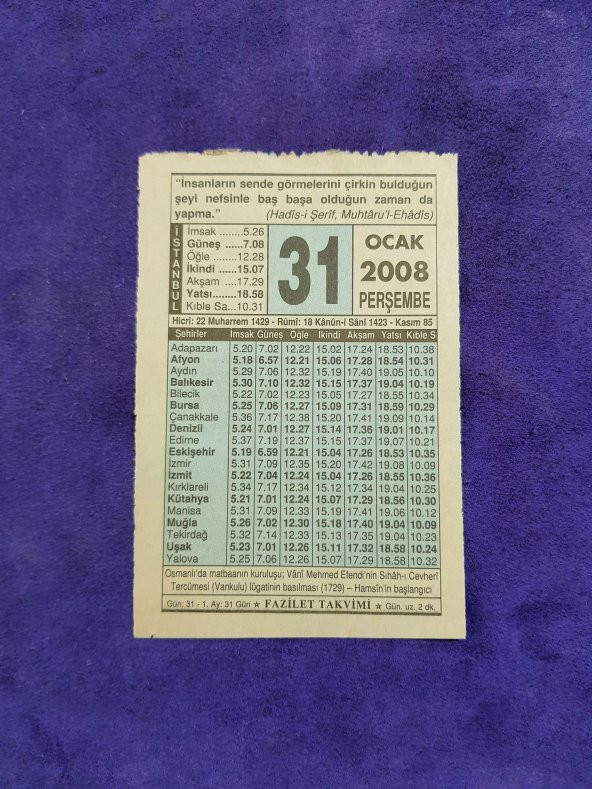 "İnsanların sende görmelerini çirkin bulduğun
şeyi nefsinle baş başa olduğun zaman da
yapma." (Hadîs-i Şerîf, Muhtâru'l-Ehâdîs)
İSTANBUL
İmsak ........5.26
Güneş ......7.08
Öğle ........12.28
İkindi .....15.07
Akşam ....17.29
Yatsı........18.58
Kıble Sa...10.31
31
OCAK
2008
PERŞEMBE
Hicrî: 22 Muharrem 1429 - Rûmî: 18 Kânûn-i Sânî 1423 - Kasım 85
Şehirler İmsak Güneş Öğle İkindi Akşam Yatsı Kıble S
Adapazarı 5.20 7.02 12.22 15.02 17.24 18.53 10.38
Afyon 5.18 6.57 12.21 15.06 17.28 18.54 10.31
Aydın 5.29 7.06 12.32 15.19 17.40 19.05 10.10
Balıkesir 5.30 7.10 12.32 15.15 17.37 19.04 10.19
Bilecik 5.22 7.02 12.23 15.05 17.27 18.55 10.34
Bursa 5.25 7.06 12.27 15.09 17.31 18.59 10.29
Çanakkale 5.36 7.17 12.38 15.20 17.41 19.09 10.14
Denizli 5.24 7.01 12.27 15.14 17.36 19.01 10.17
Edirne 5.37 7.19 12.37 15.15 17.37 19.07 10.21
Eskişehir 5.19 6.59 12.21 15.04 17.26 18.53 10.35
İzmir 5.31 7.09 12.35 15.20 17.42 19.08 10.09
İzmit 5.22 7.04 12.24 15.04 17.26 18.55 10.36
Kırklareli 5.34 7.17 12.34 15.12 17.34 19.04 10.25
Kütahya 5.21 7.01 12.24 15.07 17.29 18.56 10.30
Manisa 5.31 7.09 12.33 15.19 17.41 19.06 10.12
Muğla 5.26 7.02 12.30 15.18 17.40 19.04 10.09
Tekirdağ 5.32 7.14 12.33 15.13 17.35 19.04 10.23
Uşak 5.23 7.01 12.26 15.11 17.32 18.58 10.24
Yalova 5.25 7.06 12.27 15.07 17.29 18.58 10.32
Osmanlı'da matbaanın kuruluşu; Vânî Mehmed Efendi'nin Sıhâh-ı Cevherî
Tercümesi (Vankulu) lûgatinin basılması (1729) – Hamsîn'in başlangıcı
Gün: 31 - 1. Ay: 31 Gün ★ FAZİLET TAKVİMİ ★ Gün. uz. 2 dk.